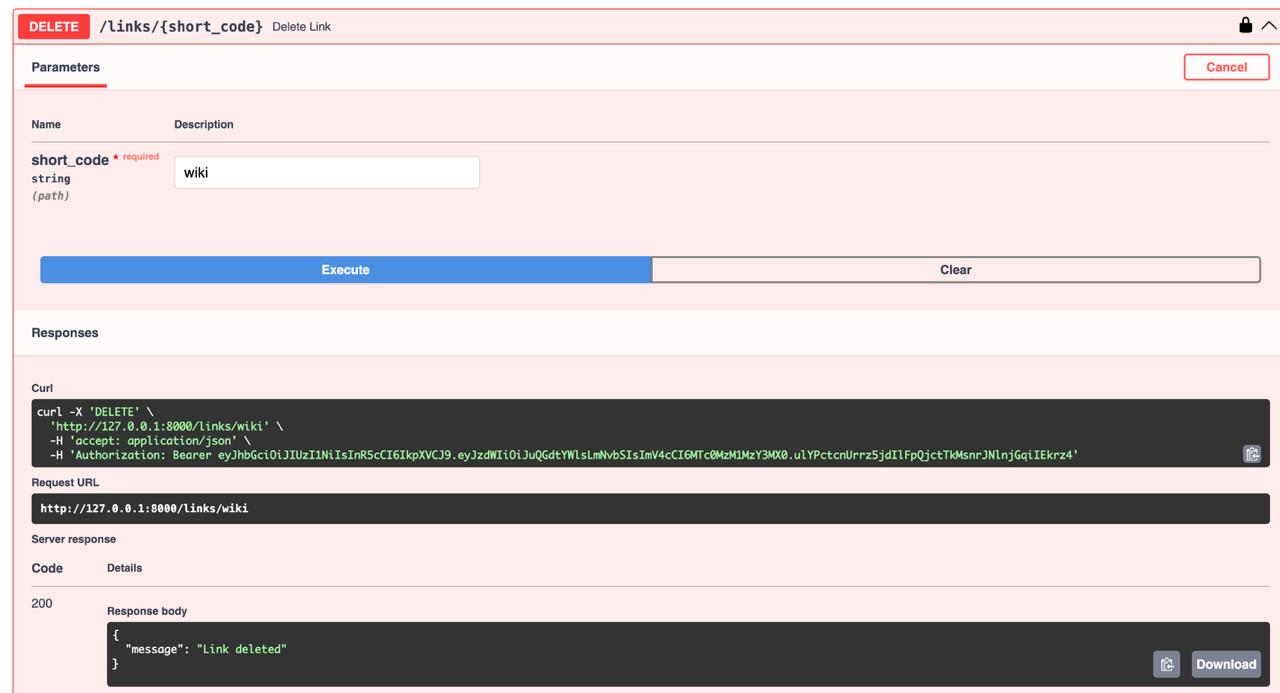 DELETE /links/{short_code} Delete Link
Parameters
Cancel
Name Description
short_code * required
string
(path)
wiki
Execute
Clear
Responses
Curl
curl -X 'DELETE' \
'http://127.0.0.1:8000/links/wiki' \
-H 'accept: application/json' \
-H 'Authorization: Bearer eyJhbGciOiJIUzI1NiIsInR5cCI6IkpXVCJ9.eyJzdWIiOiJuQGdtYWlsLmNvbSIsImV4cCI6MTc0MzM1MzY3MX0.ulYPctcnUrrz5jdIlFpQjctTkMsnrJNlnjGqiIEkrz4'
Request URL
http://127.0.0.1:8000/links/wiki
Server response
Code Details
200
Response body
{
"message": "Link deleted"
}
Download